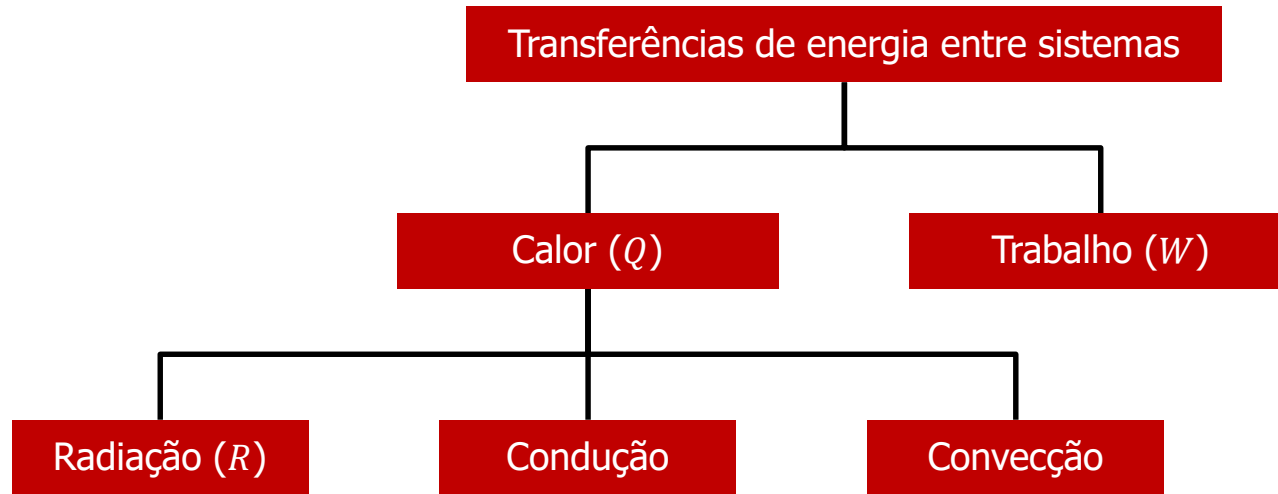 Transferências de energia entre sistemas
Calor (Q)
Trabalho (W)
Radiação (R)
Condução
Convecção